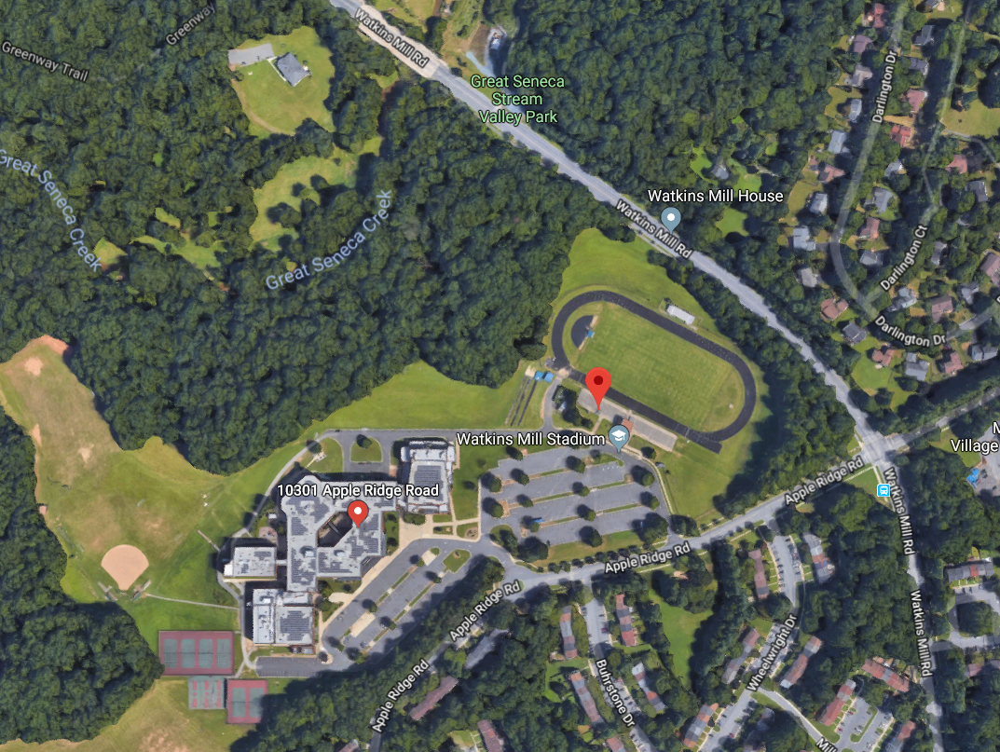 Greenway
Watkins Mill Rd
Greenway Trail
Great Seneca
Stream
Valley Park
Darlington Dr
Great Seneca Creek
Great Seneca Creek
Watkins Mill House
Watkins Mill Rd
Darlington Ct
Darlington Dr
Watkins Mill Stadium
M
Village
10301 Apple Ridge Road
Apple Ridge Rd
Watkins Mill Rd
Apple Ridge Rd
Apple Ridge Rd
Watkins Mill Rd
Wheelwright Dr
Buhrstone Dr
Apple Ridge Rd
Mil